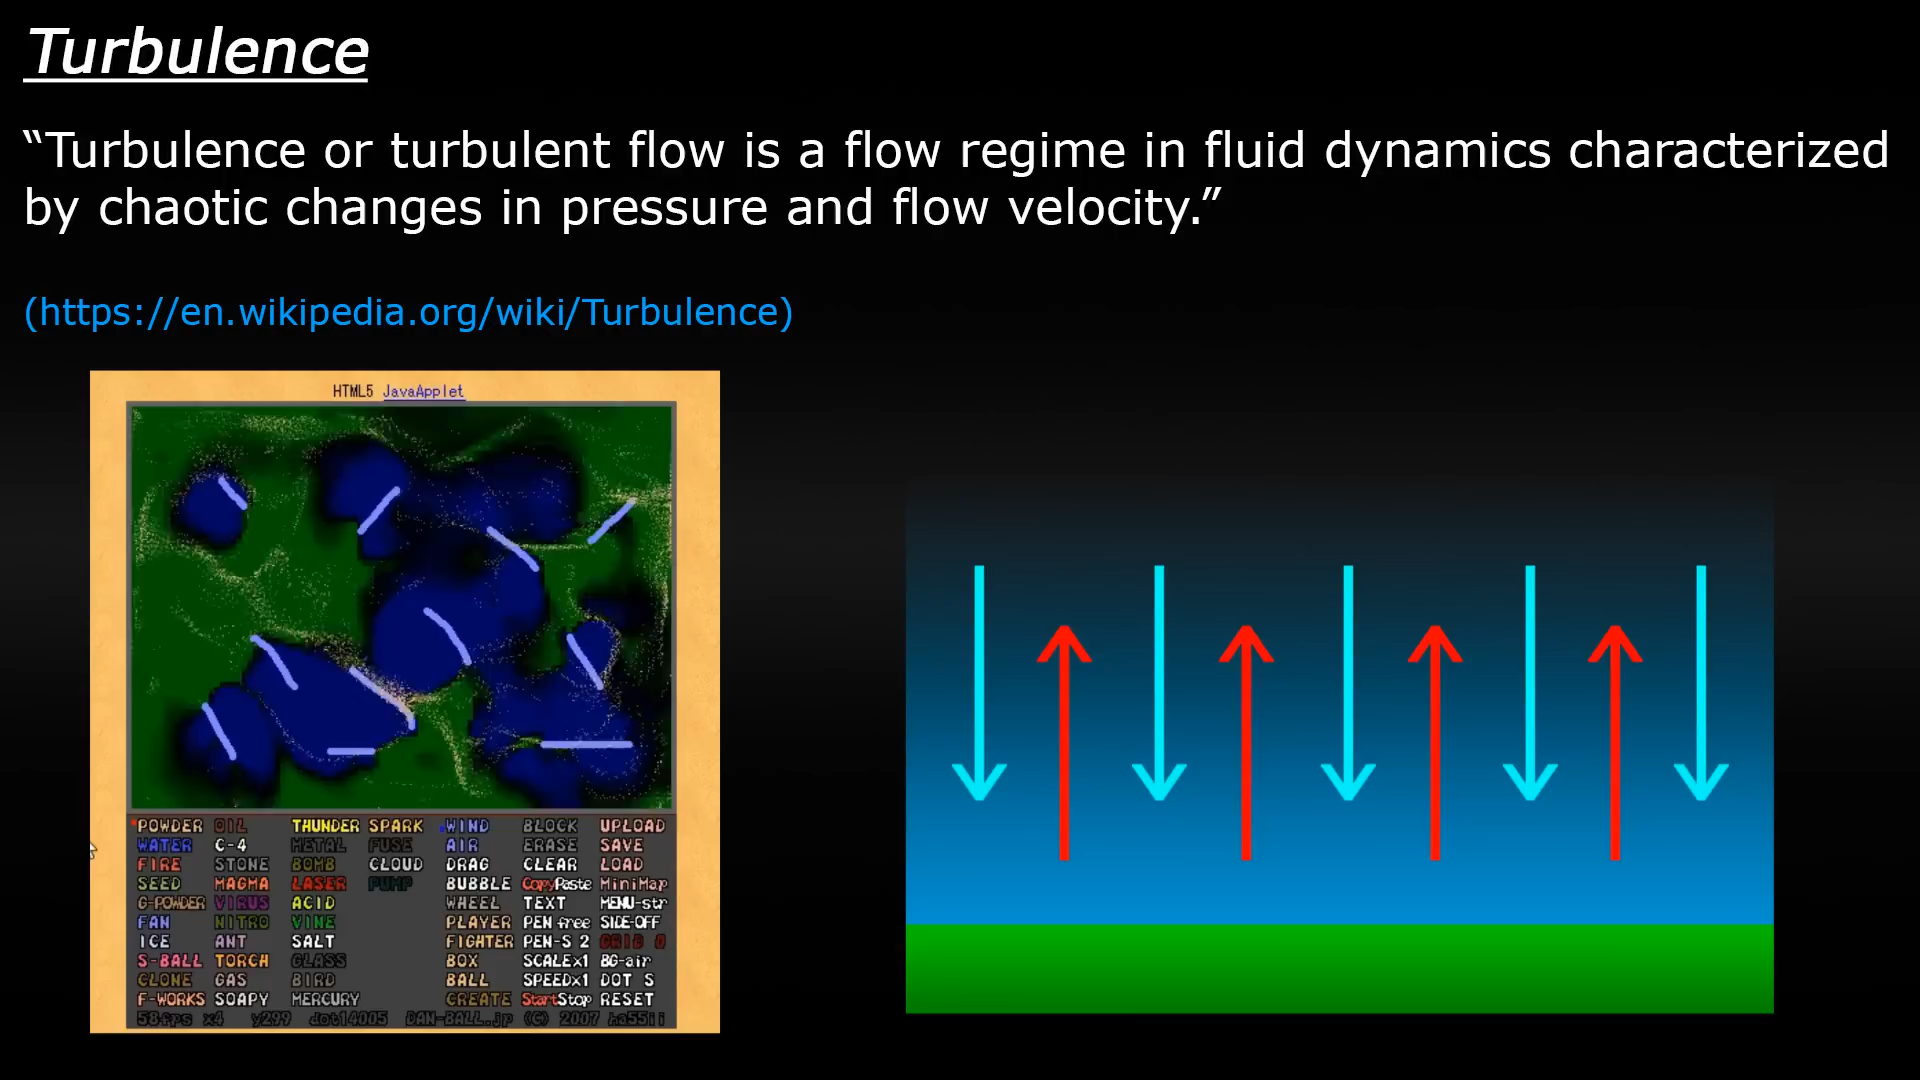 Turbulence
“Turbulence or turbulent flow is a flow regime in fluid dynamics characterized
by chaotic changes in pressure and flow velocity.”
(https://en.wikipedia.org/wiki/Turbulence)
HTML5 JavaApplet
POWDER OIL THUNDER SPARK WIND BLOCK UPLOAD
WATER C-4 METAL FUSE AIR ERASE SAVE
FIRE STONE BOMB CLOUD DRAG CLEAR LOAD
SEED MAGMA LASER PUMP BUBBLE CopyPaste MiniMap
G-POWDER VIRUS ACID WHEEL TEXT MENU-str
FAN NITRO VINE PLAYER PEN free SIDE-OFF
ICE ANT SALT FIGHTER PEN-S 2 GRID 0
S-BALL TORCH GLASS BOX SCALEx1 BG-air
CLONE GAS BIRD BALL SPEEDx1 DOT S
F-WORKS SOAPY MERCURY CREATE StartStop RESET
58fps x4 y299 dot14005 DAN-BALL.jp (C) 2007 ha55ii